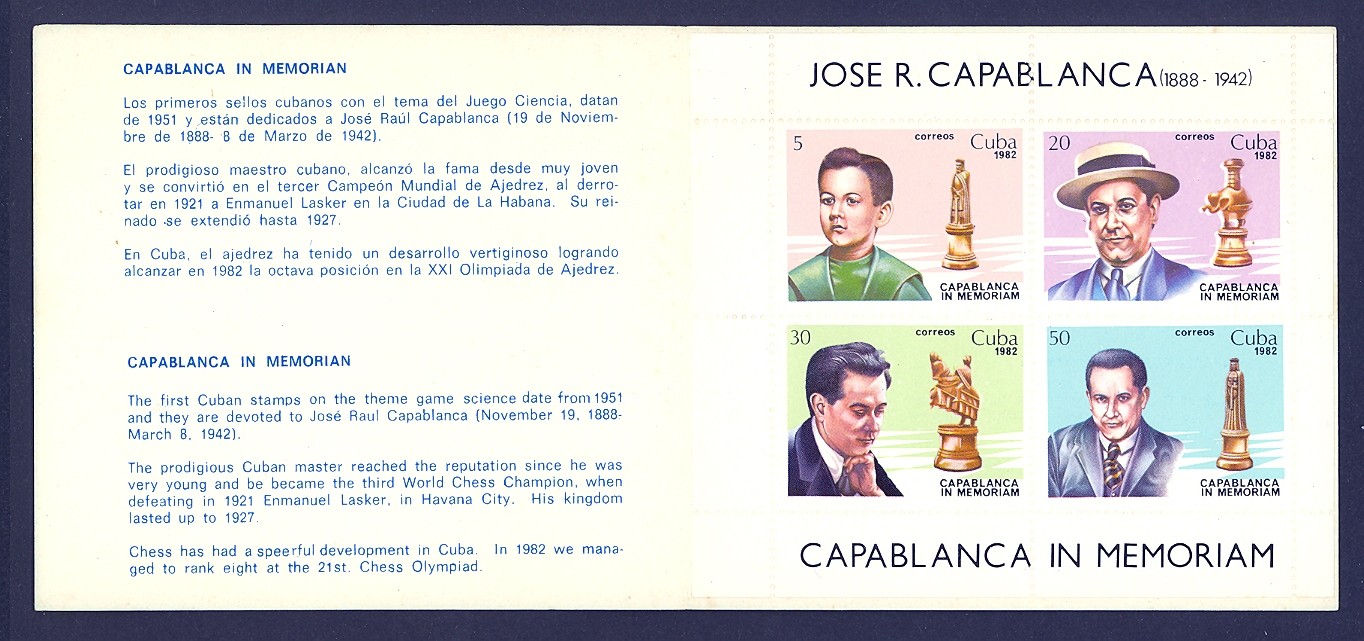 CAPABLANCA IN MEMORIAN
Los primeros sellos cubanos con el tema del Juego Ciencia, datan
de 1951 y están dedicados a José Raúl Capablanca (19 de Noviem-
bre de 1888- 8 de Marzo de 1942).
El prodigioso maestro cubano, alcanzó la fama desde muy joven
y se convirtió en el tercer Campeón Mundial de Ajedrez, al derro-
tar en 1921 a Enmanuel Lasker en la Ciudad de La Habana. Su rei-
nado se extendió hasta 1927.
En Cuba, el ajedrez ha tenido un desarrollo vertiginoso logrando
alcanzar en 1982 la octava posición en la XXI Olimpiada de Ajedrez.
CAPABLANCA IN MEMORIAN
The first Cuban stamps on the theme game science date from 1951
and they are devoted to José Raul Capablanca (November 19, 1888-
March 8, 1942).
The prodigious Cuban master reached the reputation since he was
very young and be became the third World Chess Champion, when
defeating in 1921 Enmanuel Lasker, in Havana City. His kingdom
lasted up to 1927.
Chess has had a speerful development in Cuba. In 1982 we mana-
ged to rank eight at the 21st. Chess Olympiad.
JOSE R. CAPABLANCA (1888 - 1942)
5 correos Cuba
1982
CAPABLANCA
IN MEMORIAM
20 correos Cuba
1982
CAPABLANCA
IN MEMORIAM
30 correos Cuba
1982
CAPABLANCA
IN MEMORIAM
50 correos Cuba
1982
CAPABLANCA
IN MEMORIAM
CAPABLANCA IN MEMORIAM